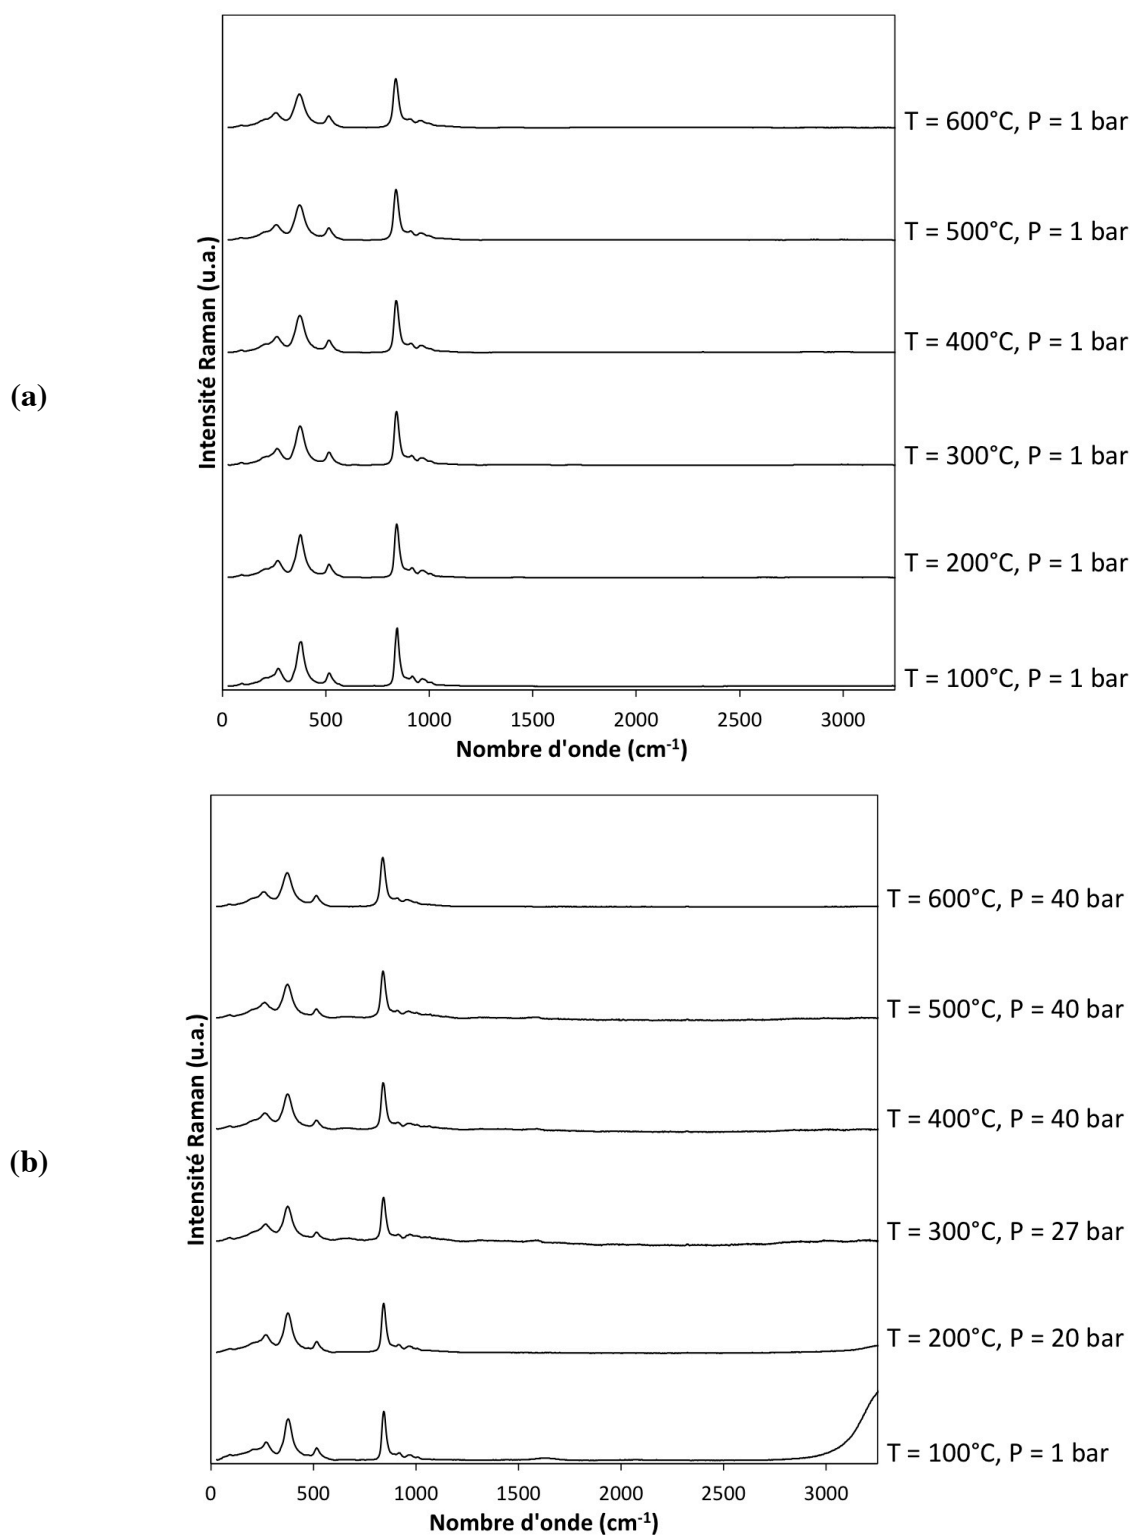 (a)
Intensité Raman (u.a.)
T = 600°C, P = 1 bar
T = 500°C, P = 1 bar
T = 400°C, P = 1 bar
T = 300°C, P = 1 bar
T = 200°C, P = 1 bar
T = 100°C, P = 1 bar
0 500 1000 1500 2000 2500 3000
Nombre d'onde (cm-1)
(b)
Intensité Raman (u.a.)
T = 600°C, P = 40 bar
T = 500°C, P = 40 bar
T = 400°C, P = 40 bar
T = 300°C, P = 27 bar
T = 200°C, P = 20 bar
T = 100°C, P = 1 bar
0 500 1000 1500 2000 2500 3000
Nombre d'onde (cm-1)